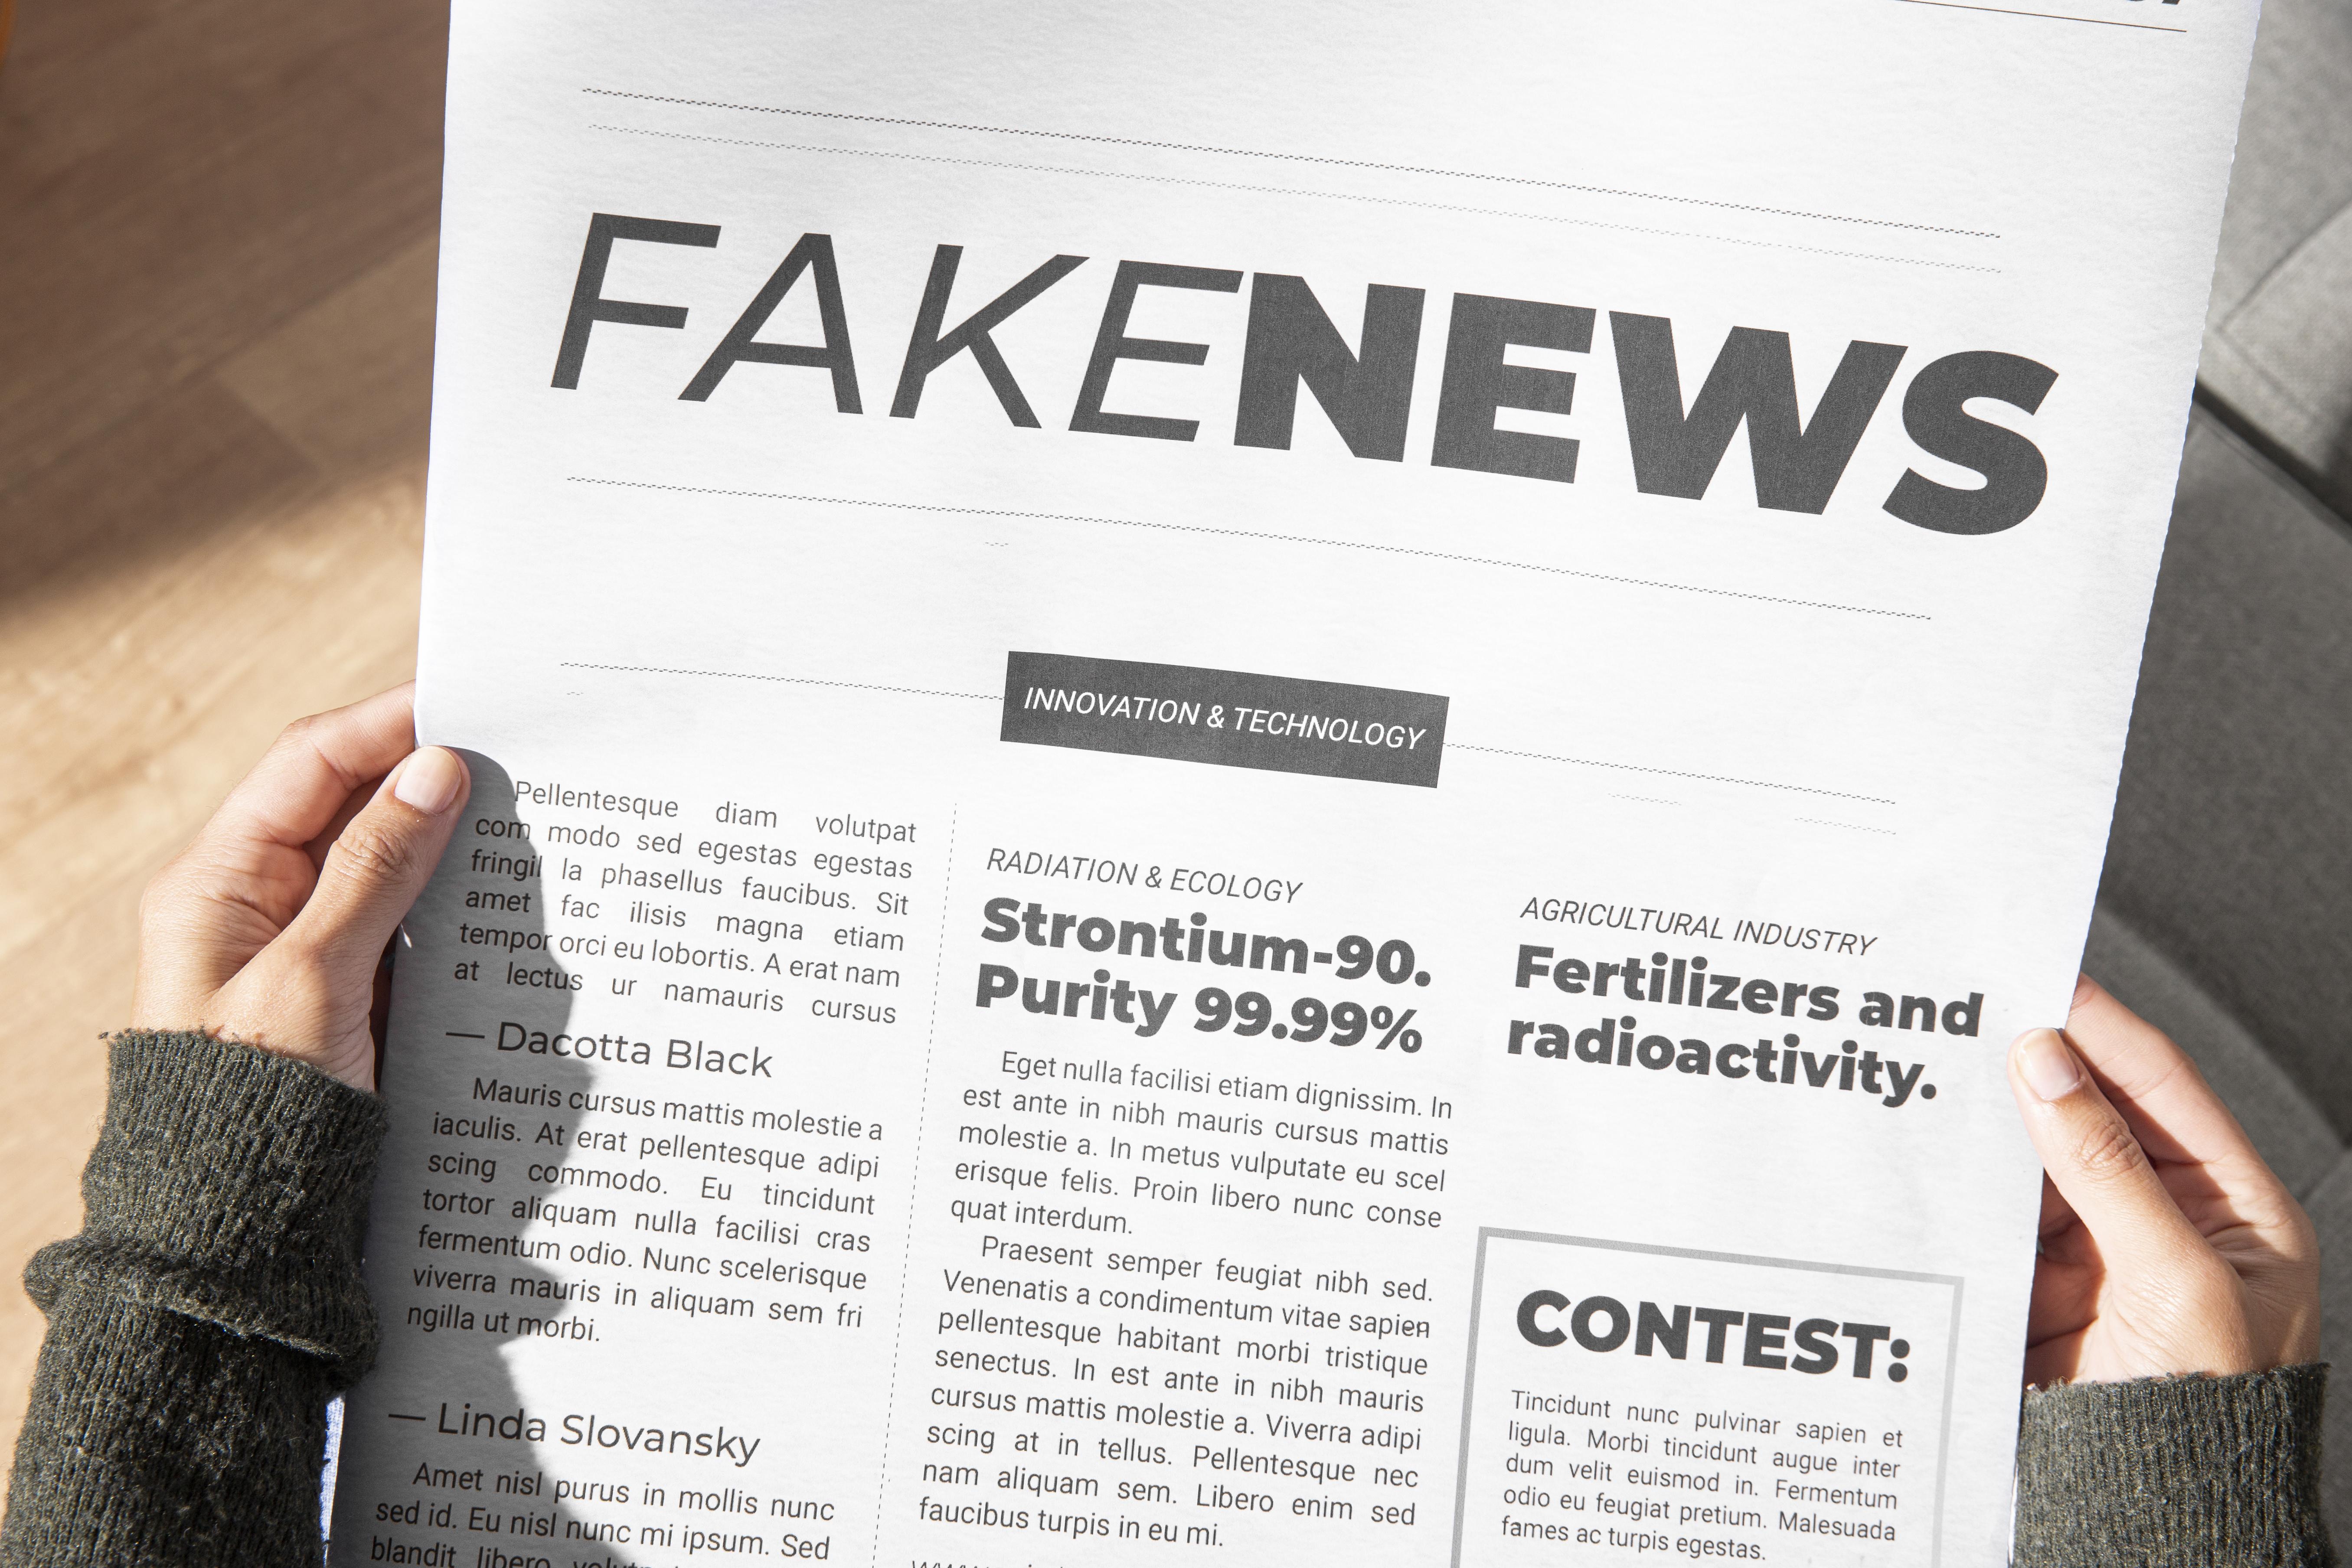 FAKENEWS
INNOVATION & TECHNOLOGY
Pellentesque diam volutpat
com modo sed egestas egestas
fringil la phasellus faucibus. Sit
amet fac ilisis magna etiam
tempor orci eu lobortis. A erat nam
at lectus ur namauris cursus
— Dacotta Black
Mauris cursus mattis molestie a
iaculis. At erat pellentesque adipi
scing commodo. Eu tincidunt
tortor aliquam nulla facilisi cras
fermentum odio. Nunc scelerisque
viverra mauris in aliquam sem fri
ngilla ut morbi.
— Linda Slovansky
Amet nisl purus in mollis nunc
sed id. Eu nisl nunc mi ipsum. Sed
blandit libero
RADIATION & ECOLOGY
Strontium-90.
Purity 99.99%
Eget nulla facilisi etiam dignissim. In
est ante in nibh mauris cursus mattis
molestie a. In metus vulputate eu scel
erisque felis. Proin libero nunc conse
quat interdum.
Praesent semper feugiat nibh sed.
Venenatis a condimentum vitae sapien
pellentesque habitant morbi tristique
senectus. In est ante in nibh mauris
cursus mattis molestie a. Viverra adipi
scing at in tellus. Pellentesque nec
nam aliquam sem. Libero enim sed
faucibus turpis in eu mi.
AGRICULTURAL INDUSTRY
Fertilizers and
radioactivity.
CONTEST:
Tincidunt nunc pulvinar sapien et
ligula. Morbi tincidunt augue inter
dum velit euismod in. Fermentum
odio eu feugiat pretium. Malesuada
fames ac turpis egestas.